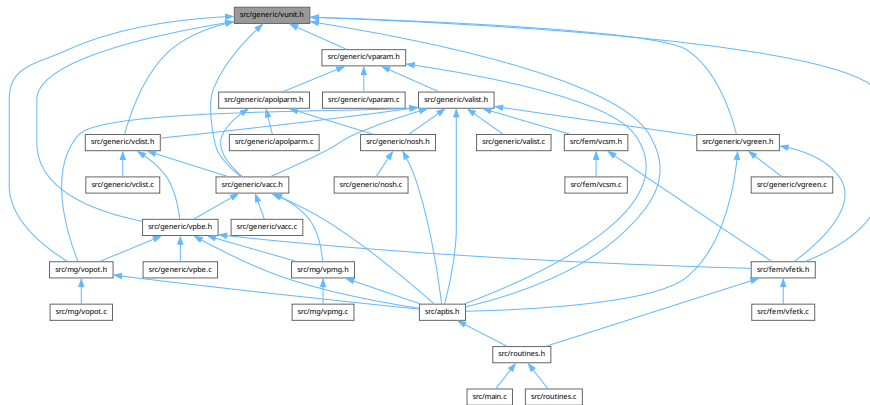 src/generic/vunit.h
src/generic/vparam.h
src/generic/apolparm.h
src/generic/vparam.c
src/generic/valist.h
src/generic/vclist.h
src/generic/apolparm.c
src/generic/nosh.h
src/generic/valist.c
src/fem/vcsm.h
src/generic/vgreen.h
src/generic/vclist.c
src/generic/vacc.h
src/generic/nosh.c
src/fem/vcsm.c
src/generic/vgreen.c
src/generic/vpbe.h
src/generic/vacc.c
src/mg/vopot.h
src/generic/vpbe.c
src/mg/vpmg.h
src/fem/vfetk.h
src/mg/vopot.c
src/mg/vpmg.c
src/apbs.h
src/fem/vfetk.c
src/routines.h
src/main.c
src/routines.c